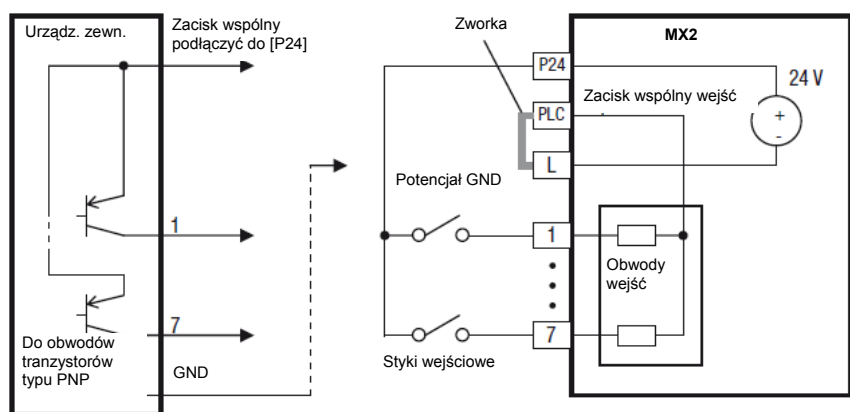 Urządz. zewn.
Zacisk wspólny
podłączyć do [P24]
1
7
Do obwodów
tranzystorów
typu PNP
GND
Zworka
MX2
P24
24 V
+
-
Zacisk wspólny wejść
PLC
L
Potencjał GND
1
Obwody
wejść
7
Styki wejściowe